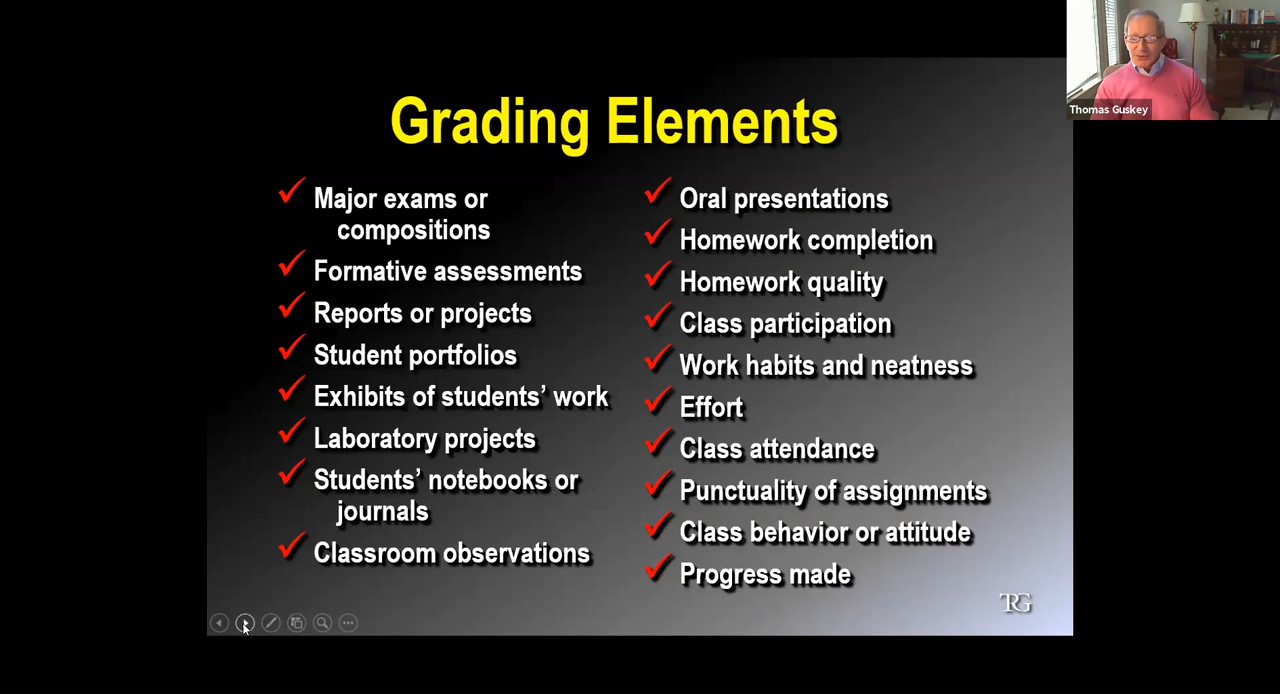 Grading Elements
Major exams or
compositions
Formative assessments
Reports or projects
Student portfolios
Exhibits of students’ work
Laboratory projects
Students’ notebooks or
journals
Classroom observations
Oral presentations
Homework completion
Homework quality
Class participation
Work habits and neatness
Effort
Class attendance
Punctuality of assignments
Class behavior or attitude
Progress made
TRG
Thomas Guskey